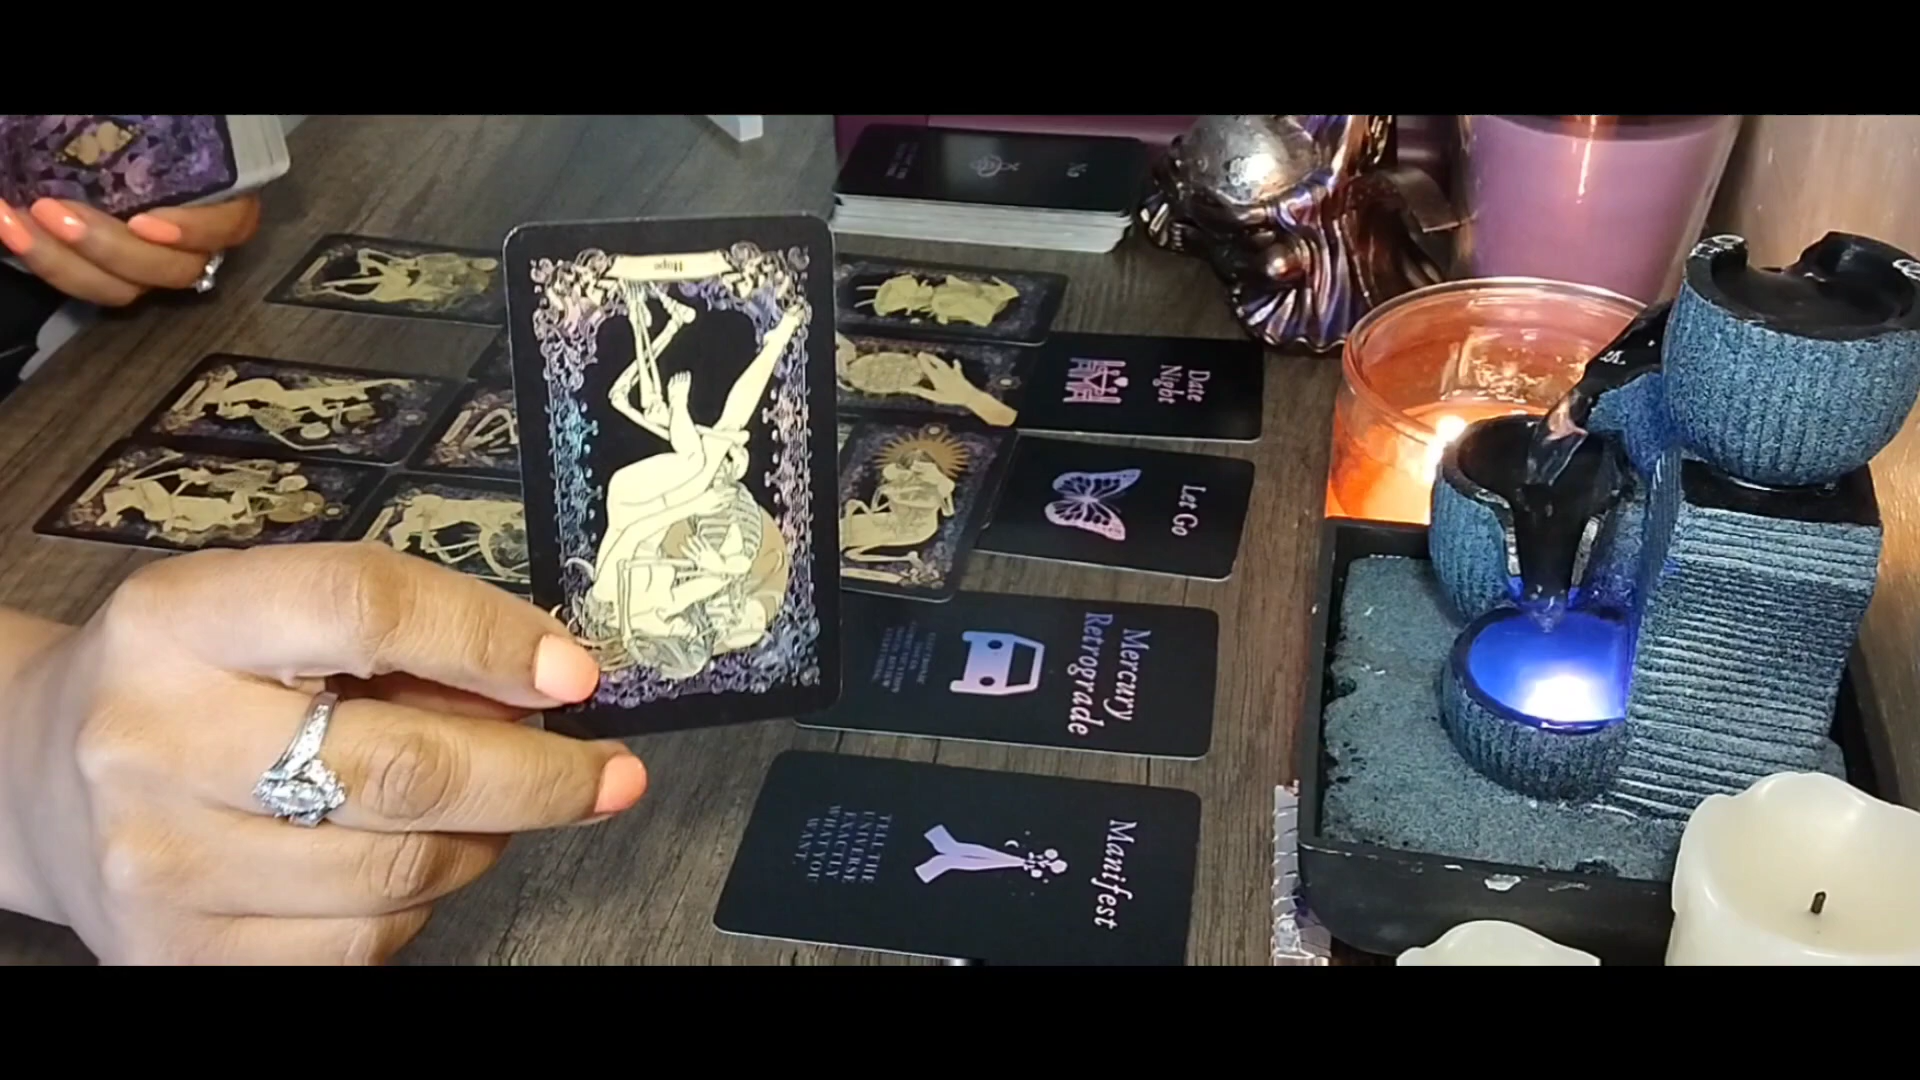 Hope
Date
Night
Let Go
Mercury
Retrograde
Manifest
TELL THE
UNIVERSE
EXACTLY
WHAT YOU
WANT.